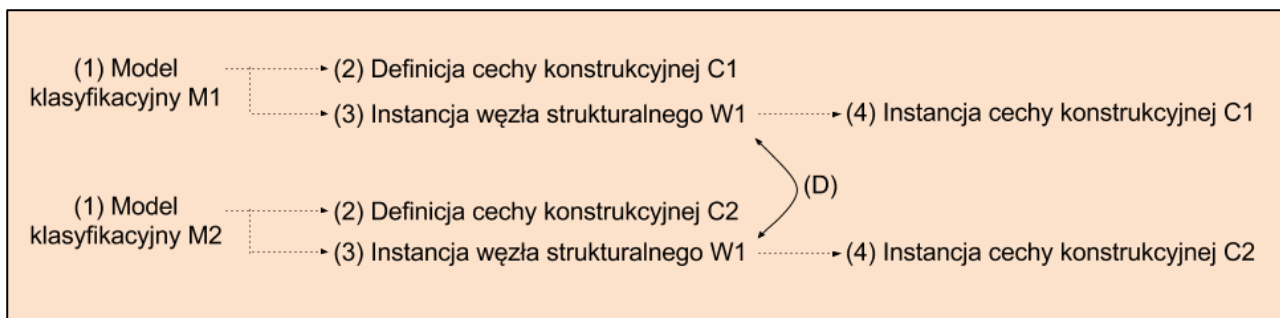 (1) Model
klasyfikacyjny M1
(2) Definicja cechy konstrukcyjnej C1
(3) Instancja węzła strukturalnego W1
(4) Instancja cechy konstrukcyjnej C1
(D)
(1) Model
klasyfikacyjny M2
(2) Definicja cechy konstrukcyjnej C2
(3) Instancja węzła strukturalnego W1
(4) Instancja cechy konstrukcyjnej C2